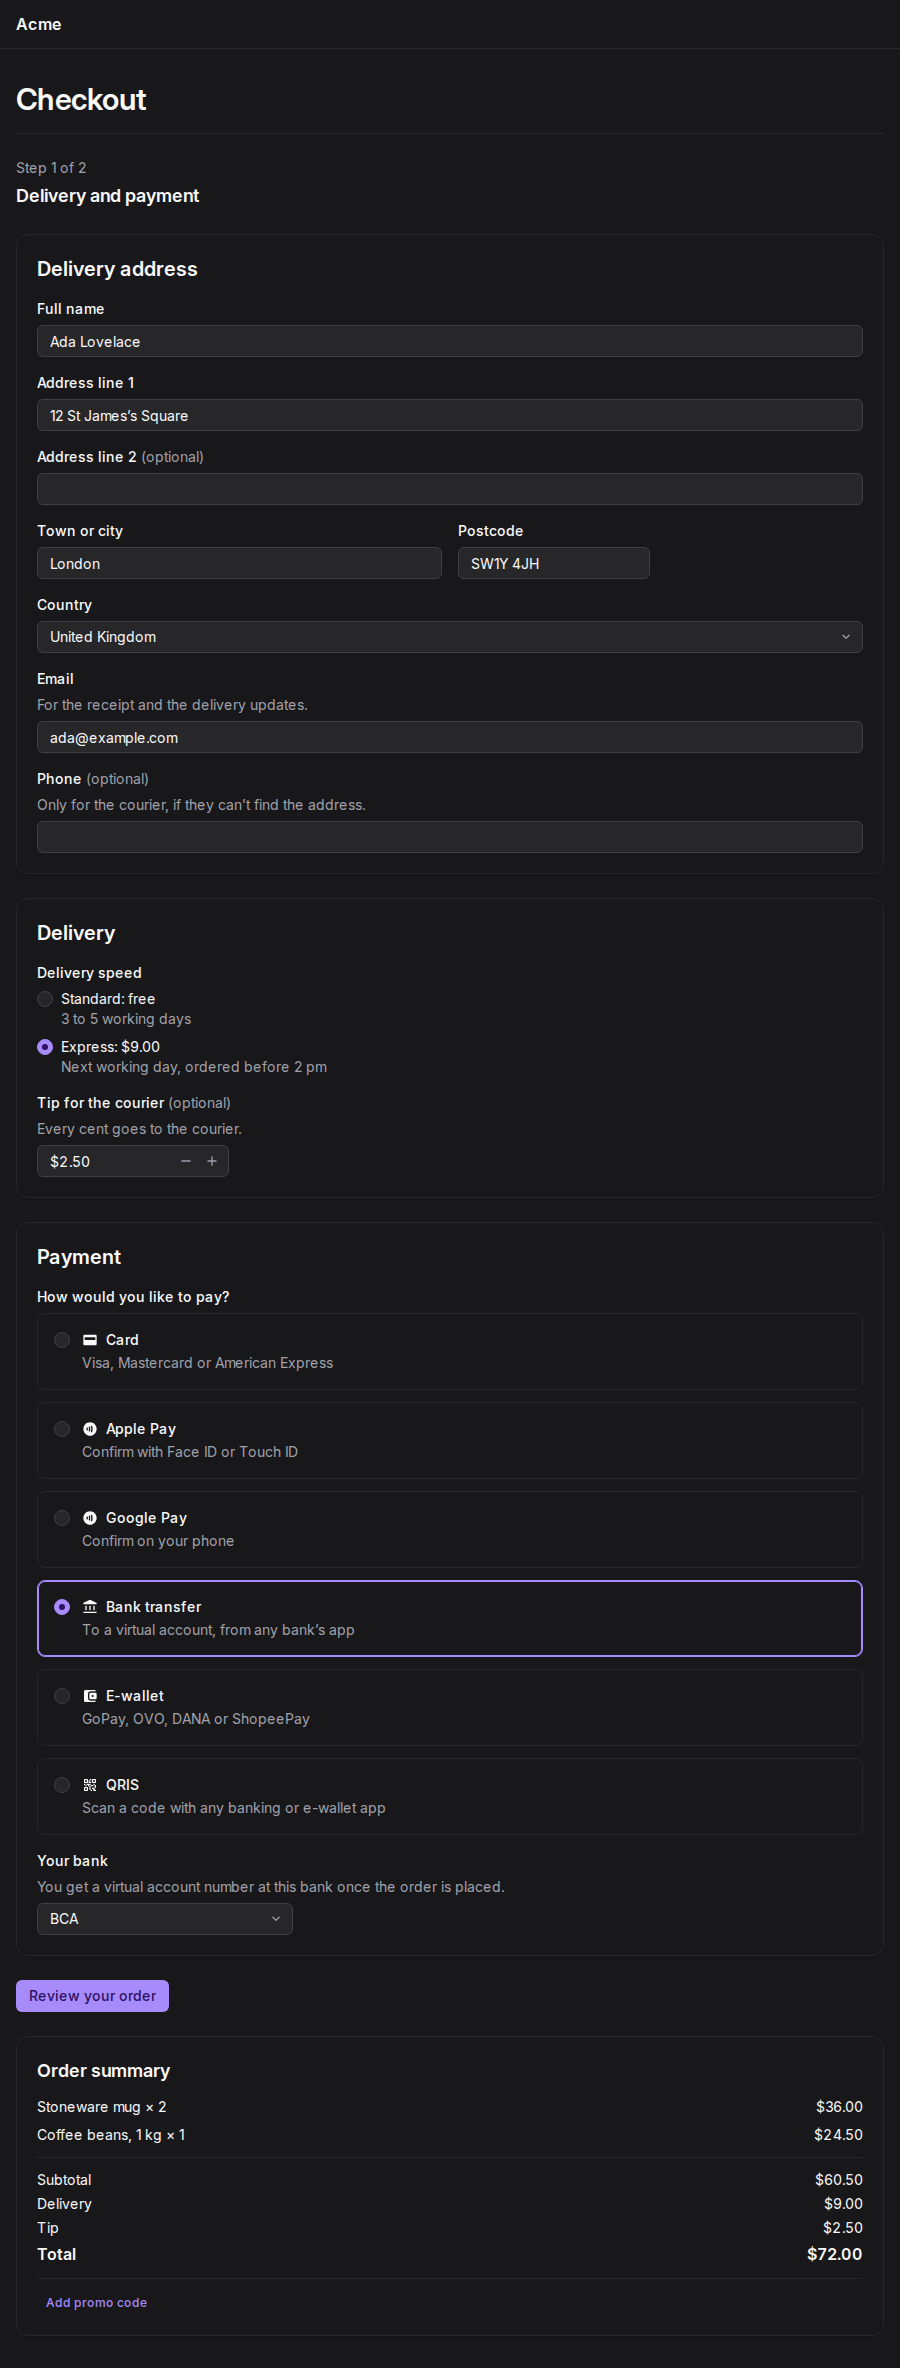 Acme
Checkout
Step 1 of 2
Delivery and payment
Delivery address
Full name
Ada Lovelace
Address line 1
12 St James’s Square
Address line 2 (optional)
Town or city
Postcode
London
SW1Y 4JH
Country
United Kingdom
Email
For the receipt and the delivery updates.
ada@example.com
Phone (optional)
Only for the courier, if they can’t find the address.
Delivery
Delivery speed
Standard: free
3 to 5 working days
Express: $9.00
Next working day, ordered before 2 pm
Tip for the courier (optional)
Every cent goes to the courier.
$2.50
Payment
How would you like to pay?
Card
Visa, Mastercard or American Express
Apple Pay
Confirm with Face ID or Touch ID
Google Pay
Confirm on your phone
Bank transfer
To a virtual account, from any bank’s app
E-wallet
GoPay, OVO, DANA or ShopeePay
QRIS
Scan a code with any banking or e-wallet app
Your bank
You get a virtual account number at this bank once the order is placed.
BCA
Review your order
Order summary
Stoneware mug × 2 $36.00
Coffee beans, 1 kg × 1 $24.50
Subtotal $60.50
Delivery $9.00
Tip $2.50
Total $72.00
Add promo code